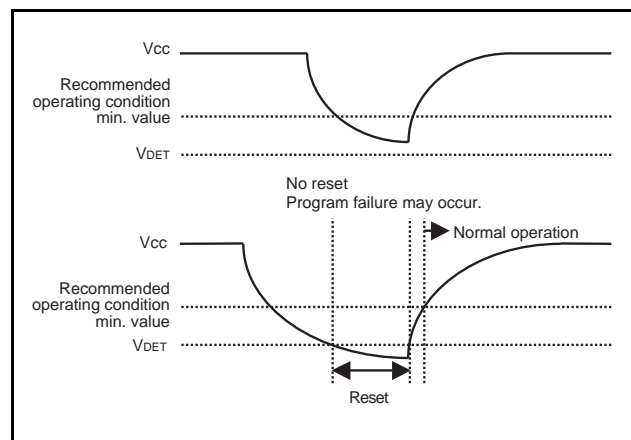 Vcc
Recommended
operating condition
min. value
VDET
No reset
Program failure may occur.
Normal operation
Vcc
Recommended
operating condition
min. value
VDET
Reset